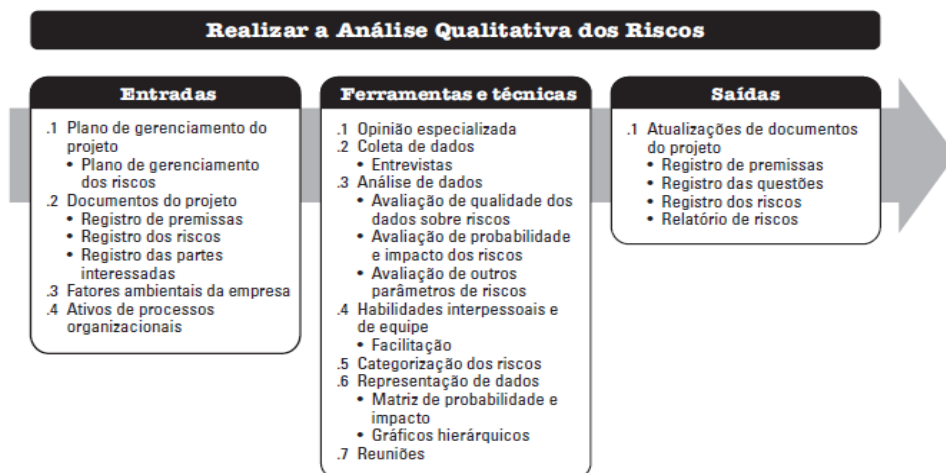 Realizar a Análise Qualitativa dos Riscos
Entradas
.1 Plano de gerenciamento do
projeto
• Plano de gerenciamento
dos riscos
.2 Documentos do projeto
• Registro de premissas
• Registro dos riscos
• Registro das partes
interessadas
.3 Fatores ambientais da empresa
.4 Ativos de processos
organizacionais
Ferramentas e técnicas
.1 Opinião especializada
.2 Coleta de dados
• Entrevistas
.3 Análise de dados
• Avaliação de qualidade dos
dados sobre riscos
• Avaliação de probabilidade
e impacto dos riscos
• Avaliação de outros
parâmetros de riscos
.4 Habilidades interpessoais e
de equipe
• Facilitação
.5 Categorização dos riscos
.6 Representação de dados
• Matriz de probabilidade e
impacto
• Gráficos hierárquicos
.7 Reuniões
Saídas
.1 Atualizações de documentos
do projeto
• Registro de premissas
• Registro das questões
• Registro dos riscos
• Relatório de riscos